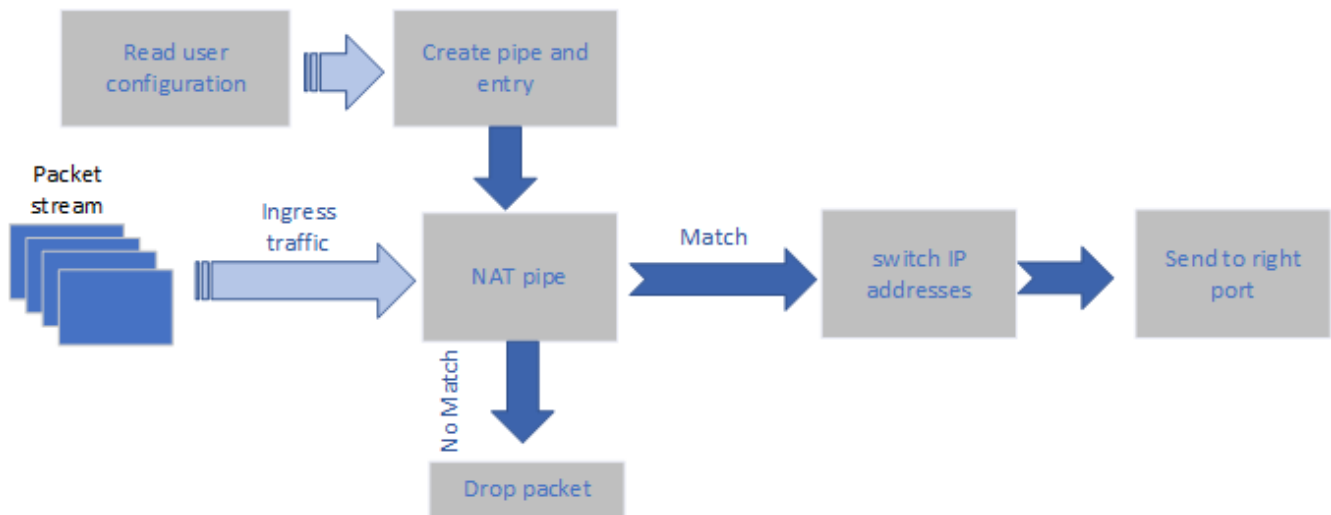 Read user
configuration
Create pipe and
entry
Packet
stream
Ingress
traffic
NAT pipe
Match
switch IP
addresses
Send to right
port
No Match
Drop packet